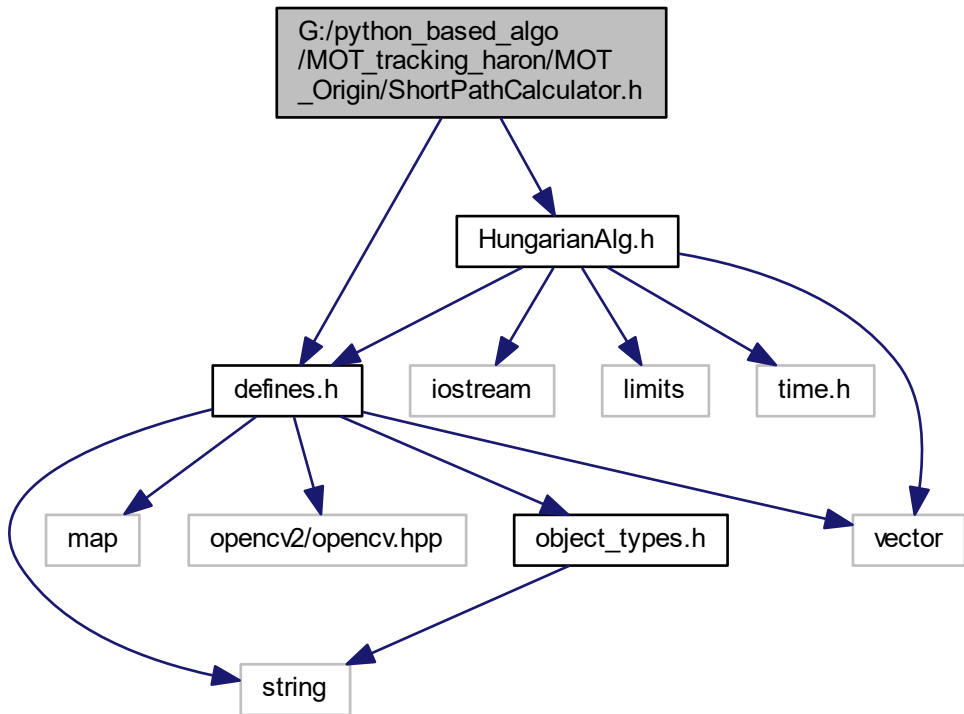 G:/python_based_algo
/MOT_tracking_haron/MOT
_Origin/ShortPathCalculator.h
HungarianAlg.h
defines.h
iostream
limits
time.h
map
opencv2/opencv.hpp
object_types.h
vector
string